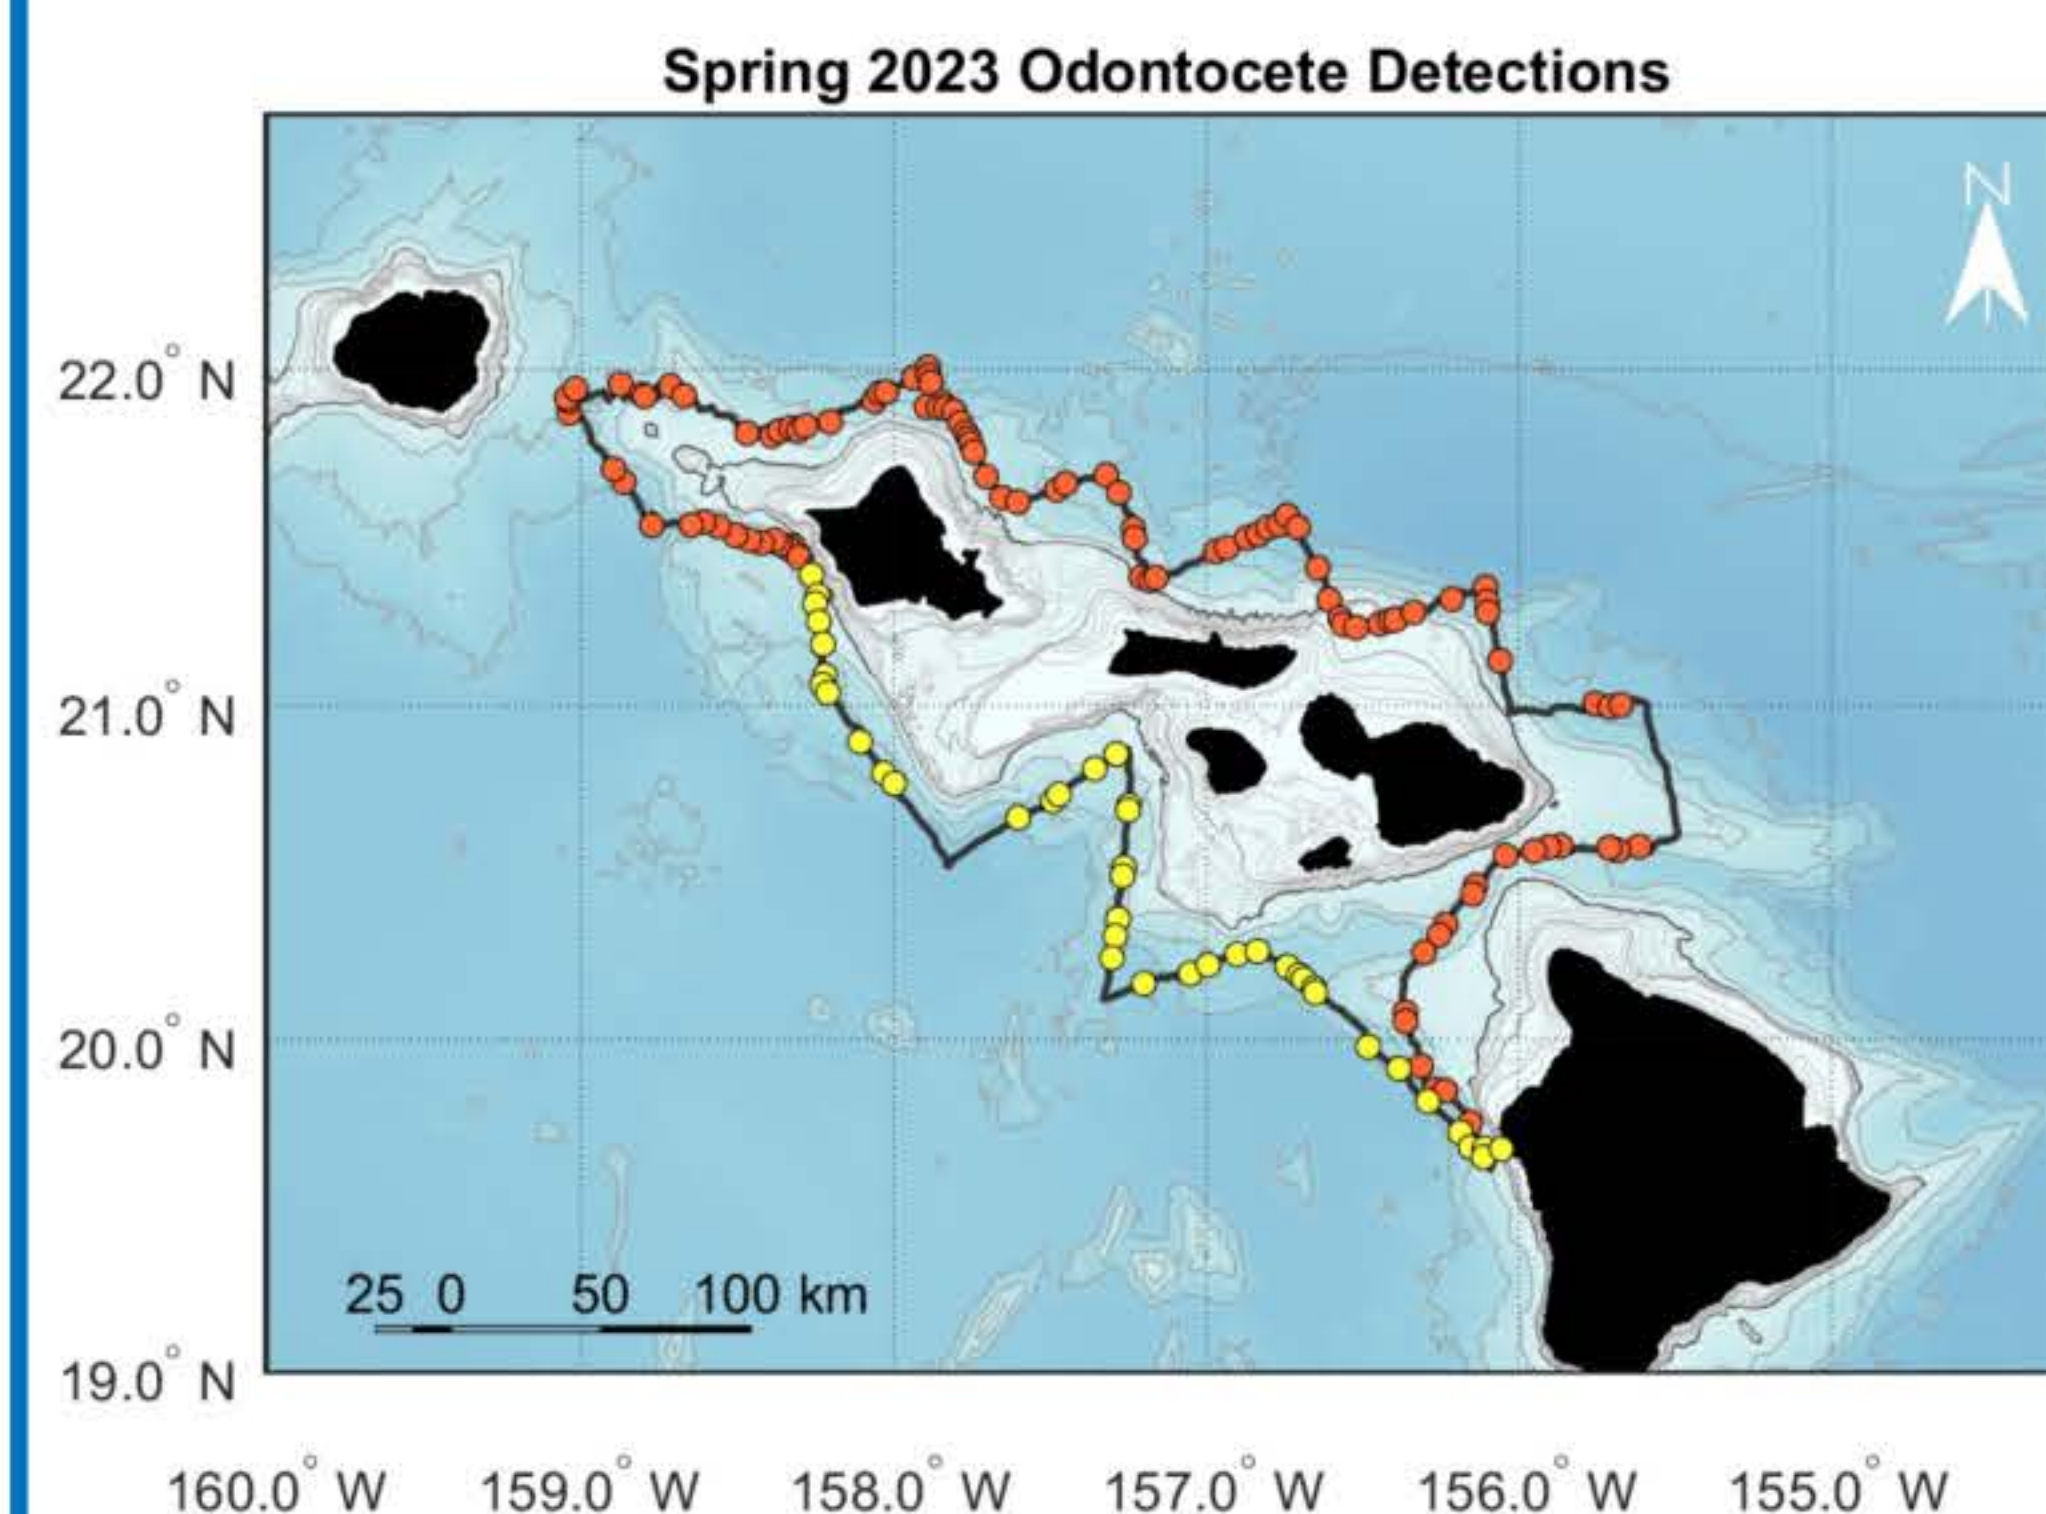 Spring 2023 Odontocete Detections
N
22.0° N
21.0° N
20.0° N
19.0° N
25 0 50 100 km
160.0° W 159.0° W 158.0° W 157.0° W 156.0° W 155.0° W